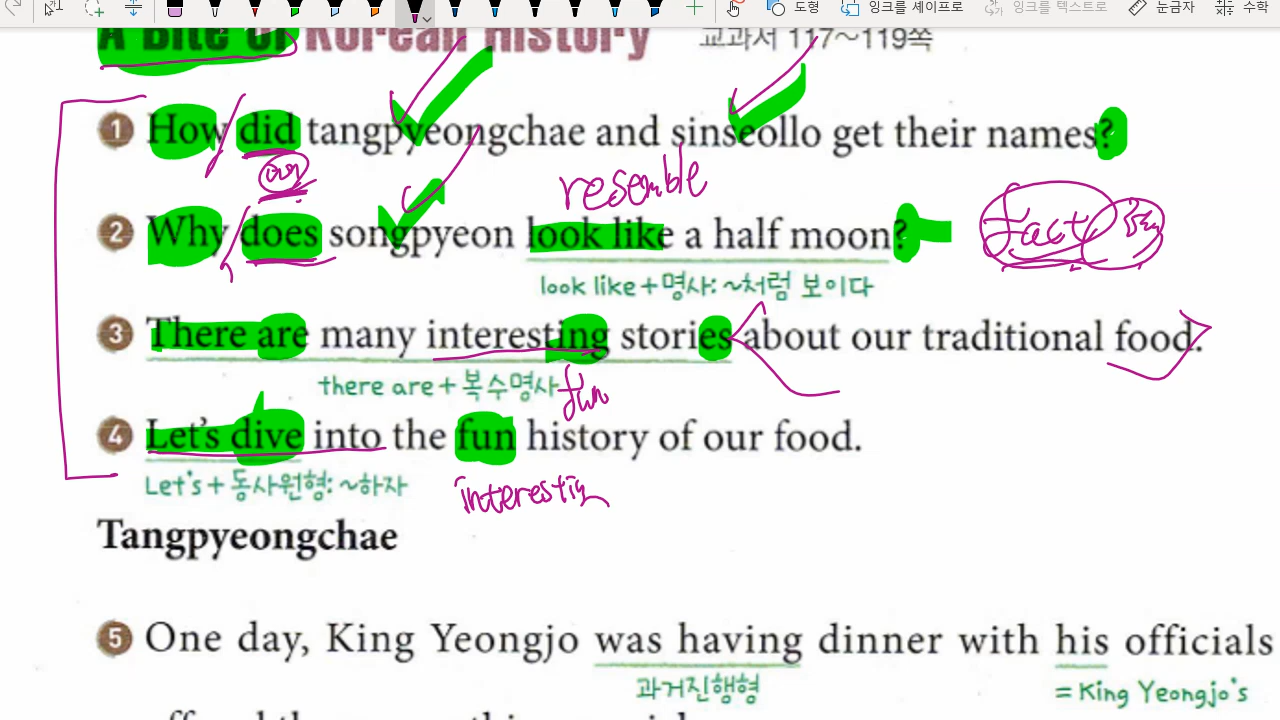 도형 잉크를 셰이프로 잉크를 텍스트로 눈금자 수학
A Bite of Korean History 교과서 117~119쪽
1 How did tangpyeongchae and sinseollo get their names?
resemble
2 Why does songpyeon look like a half moon? fact
look like + 명사: ~처럼 보이다
3 There are many interesting stories about our traditional food.
there are + 복수명사 fun
4 Let's dive into the fun history of our food.
Let's + 동사원형: ~하자 interesting
Tangpyeongchae
5 One day, King Yeongjo was having dinner with his officials
과거진행형 = King Yeongjo's